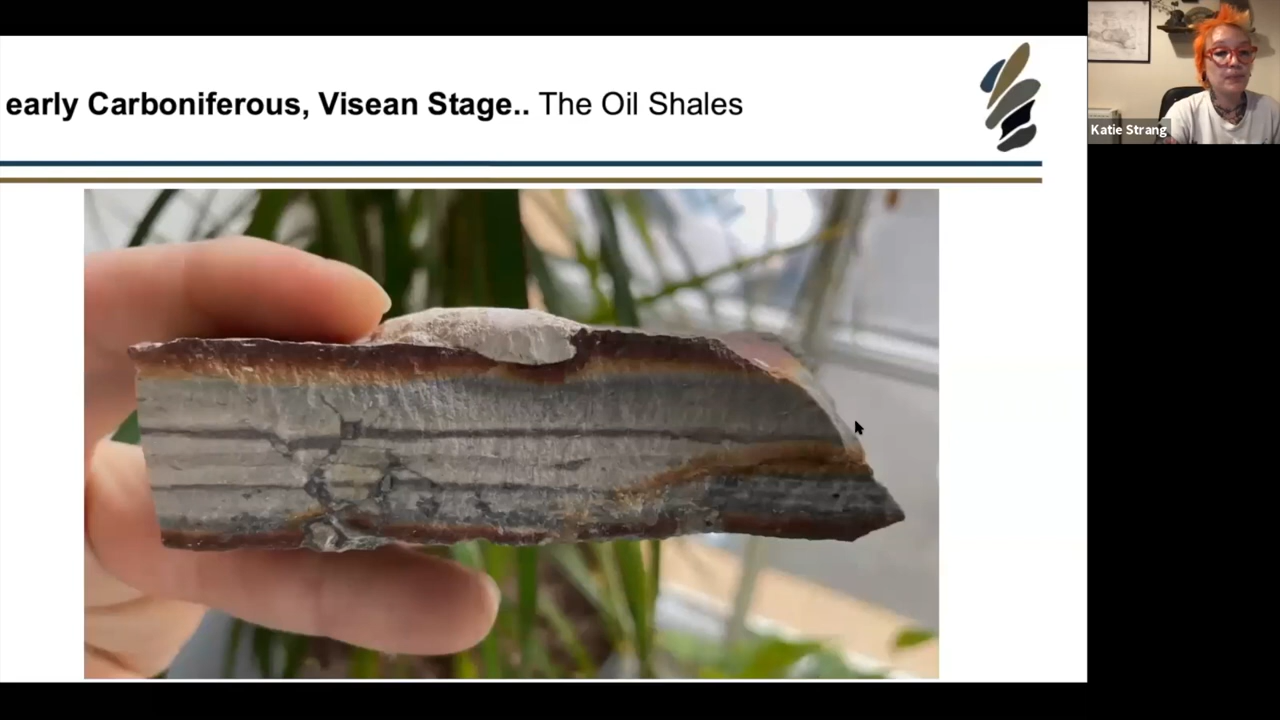 early Carboniferous, Visean Stage.. The Oil Shales
Katie Strang